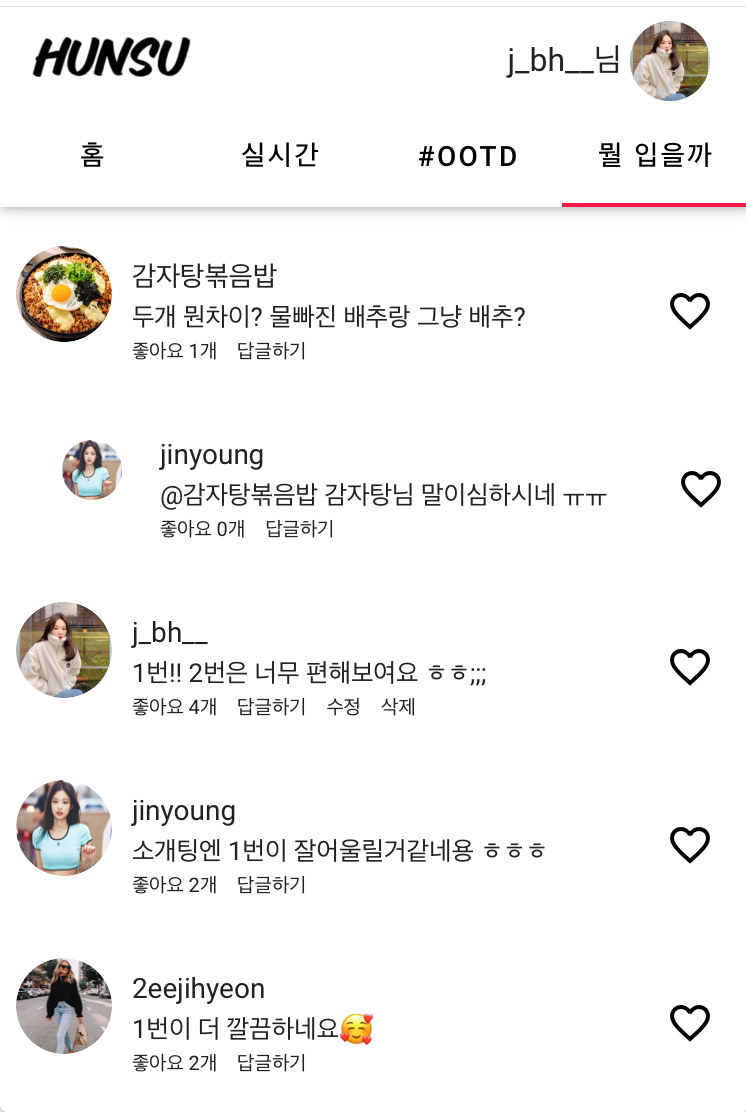 HUNSU
j_bh__님
홈 실시간 #OOTD 뭘 입을까
감자탕볶음밥
두개 뭔차이? 물빠진 배추랑 그냥 배추?
좋아요 1개 답글하기
jinyoung
@감자탕볶음밥 감자탕님 말이심하시네 ㅠㅠ
좋아요 0개 답글하기
j_bh__
1번!! 2번은 너무 편해보여요 ㅎㅎ;;;
좋아요 4개 답글하기 수정 삭제
jinyoung
소개팅엔 1번이 잘어울릴거같네용 ㅎㅎㅎ
좋아요 2개 답글하기
2eejihyeon
1번이 더 깔끔하네요🥰
좋아요 2개 답글하기